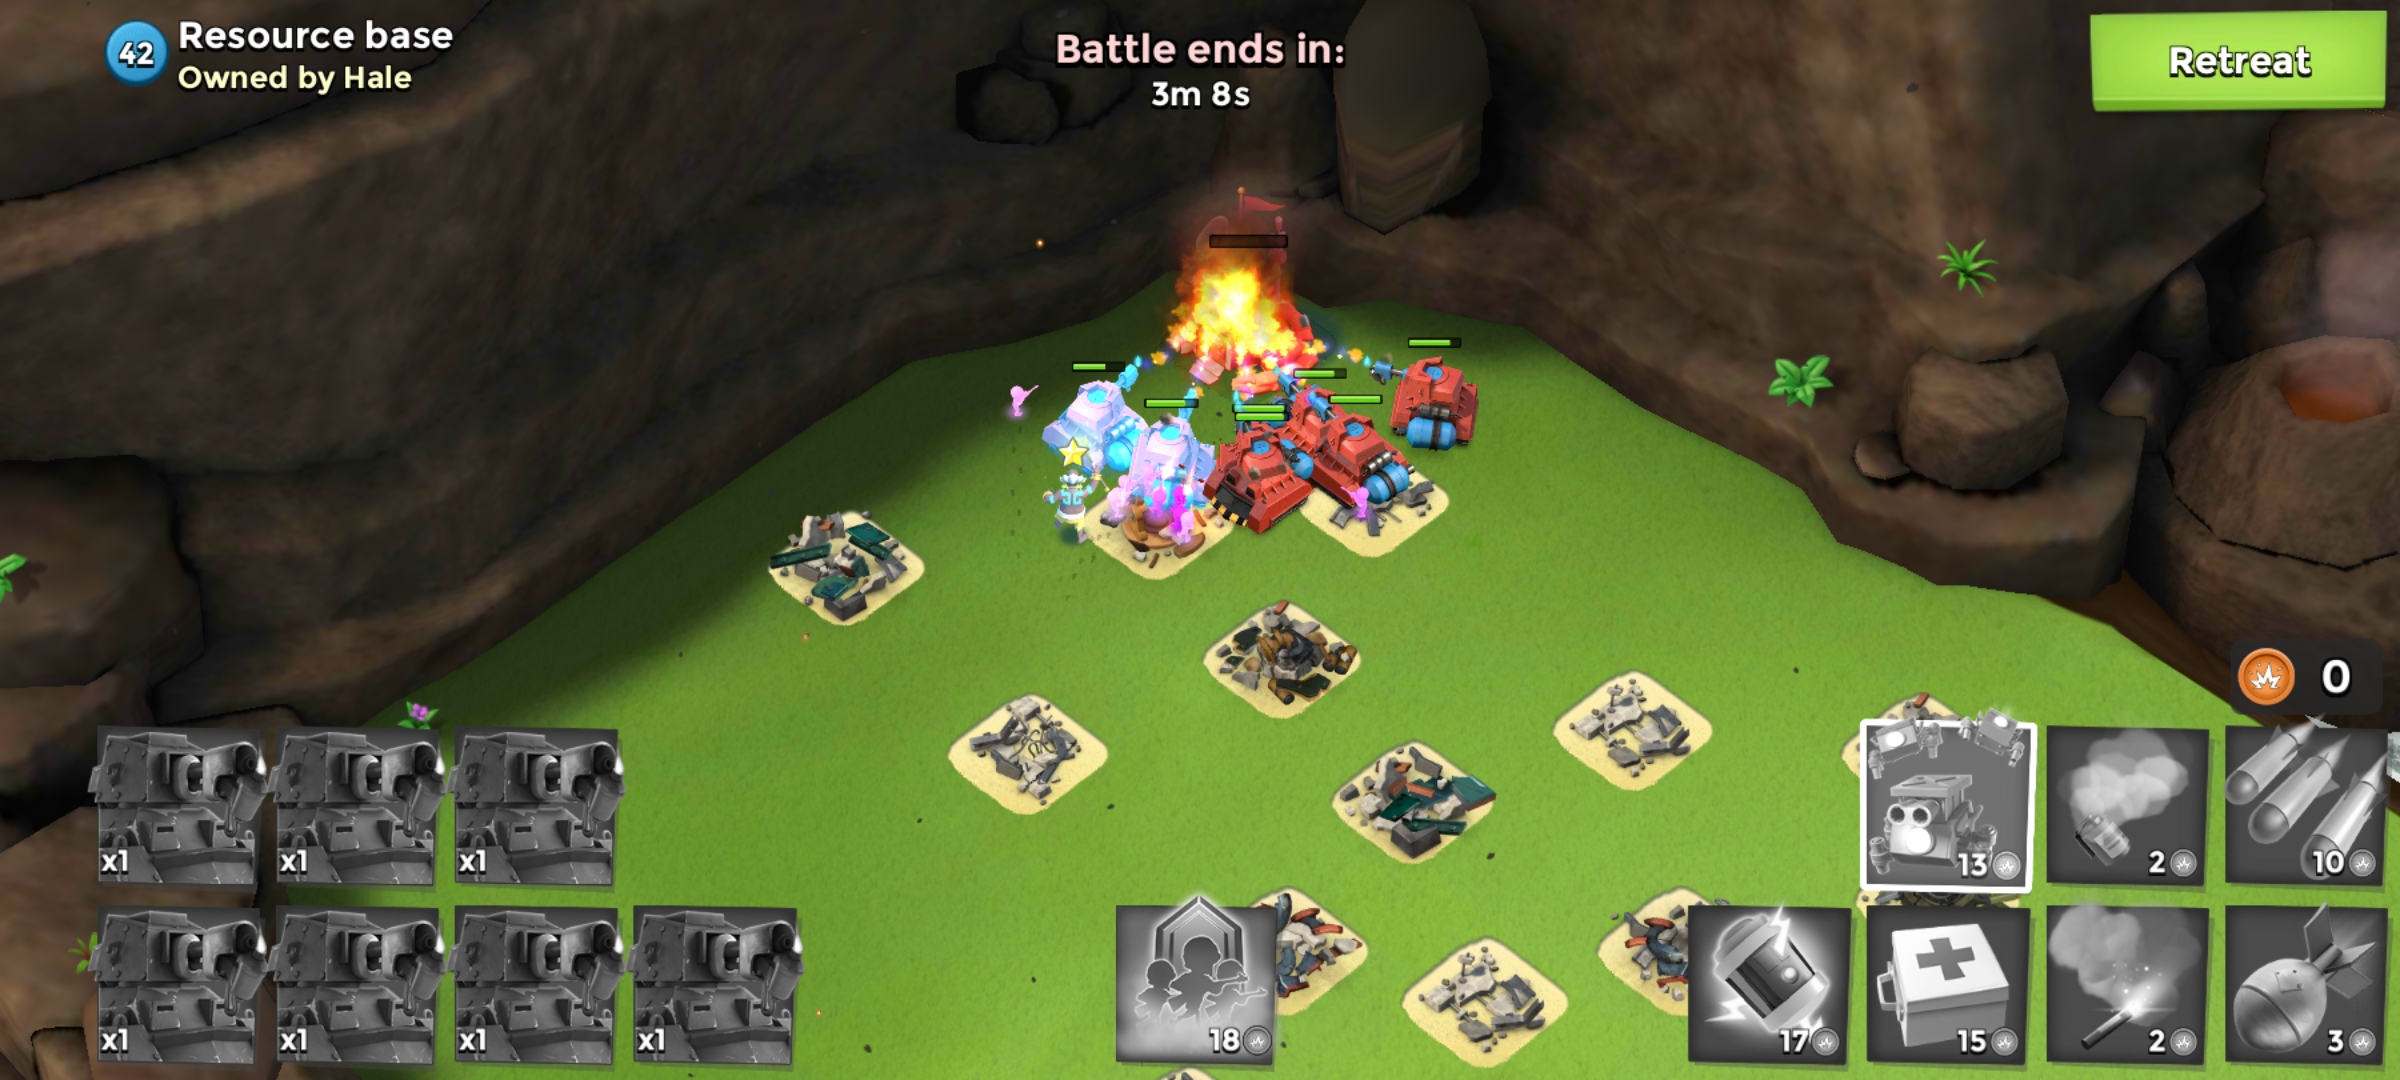 42
Resource base
Owned by Hale
Battle ends in:
3m 8s
Retreat
0
x1
x1
x1
13
2
10
x1
x1
x1
x1
18
17
15
2
3